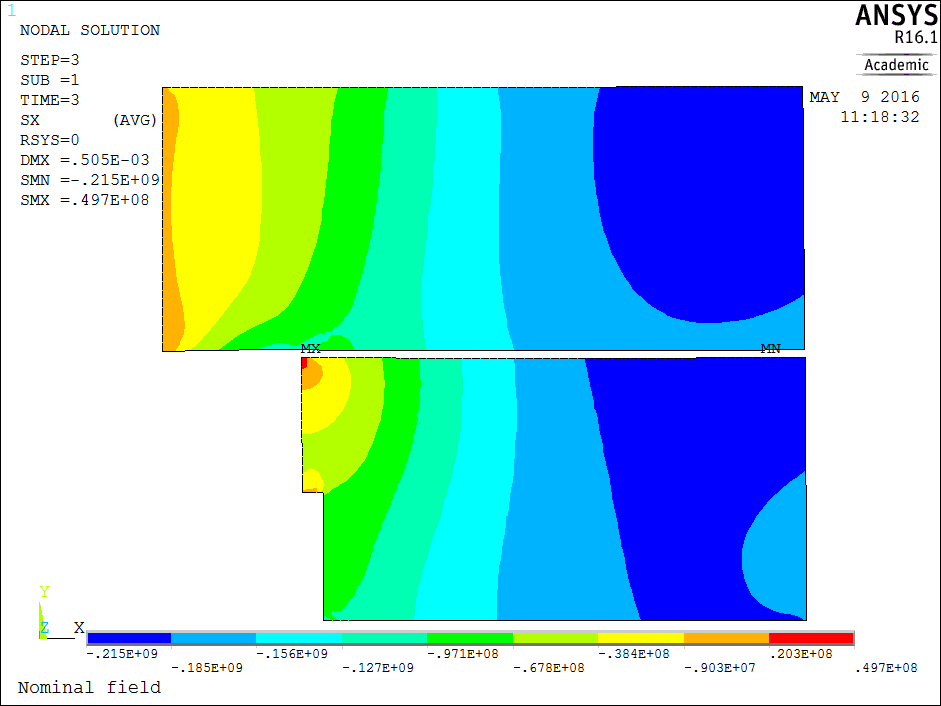 1
NODAL SOLUTION
ANSYS
R16.1
Academic
STEP=3
SUB =1
TIME=3
SX (AVG)
RSYS=0
DMX =.505E-03
SMN =-.215E+09
SMX =.497E+08
MAY 9 2016
11:18:32
MX MN
Y
Z X
-.215E+09 -.156E+09 -.971E+08 -.384E+08 .203E+08
-.185E+09 -.127E+09 -.678E+08 -.903E+07 .497E+08
Nominal field